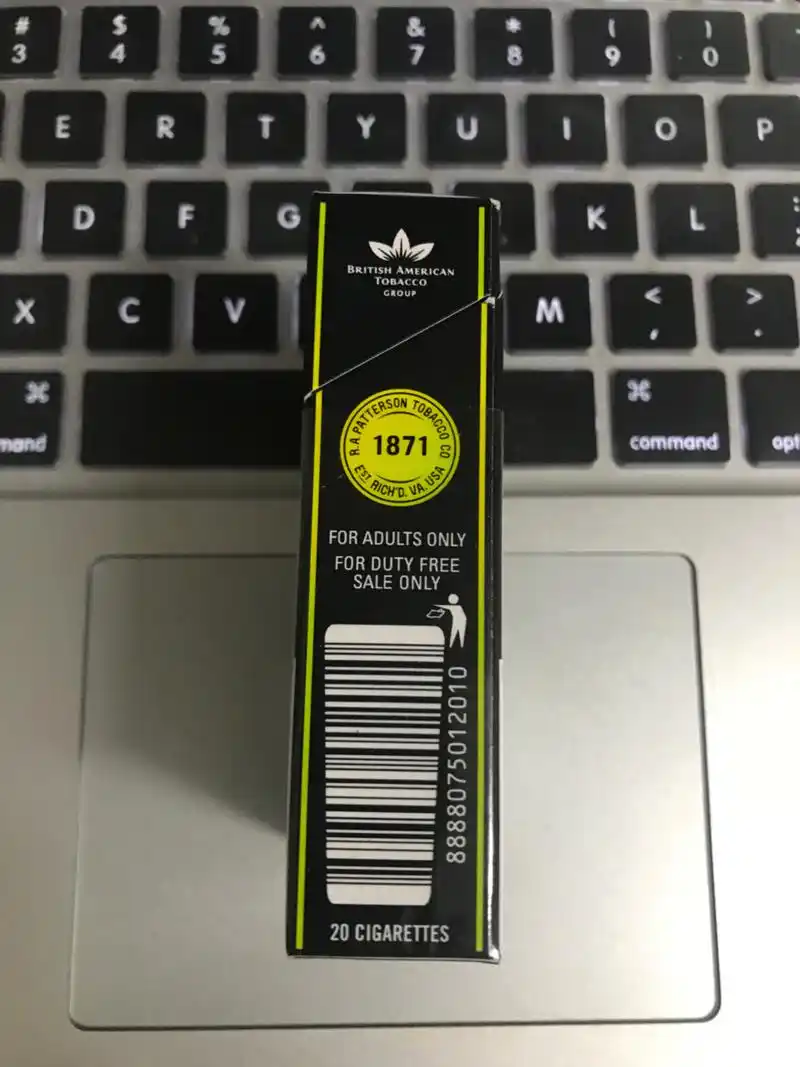 # $ % ^ & * ( )
3 4 5 6 7 8 9 0
E R T Y U I O P
D F G K L :
;
X C V M < >
, .
⌘ ⌘
mand command opt
BRITISH AMERICAN
TOBACCO
GROUP
R.A.PATTERSON TOBACCO CO
1871
EST. RICH'D. VA. USA
FOR ADULTS ONLY
FOR DUTY FREE
SALE ONLY
8888075012010
20 CIGARETTES